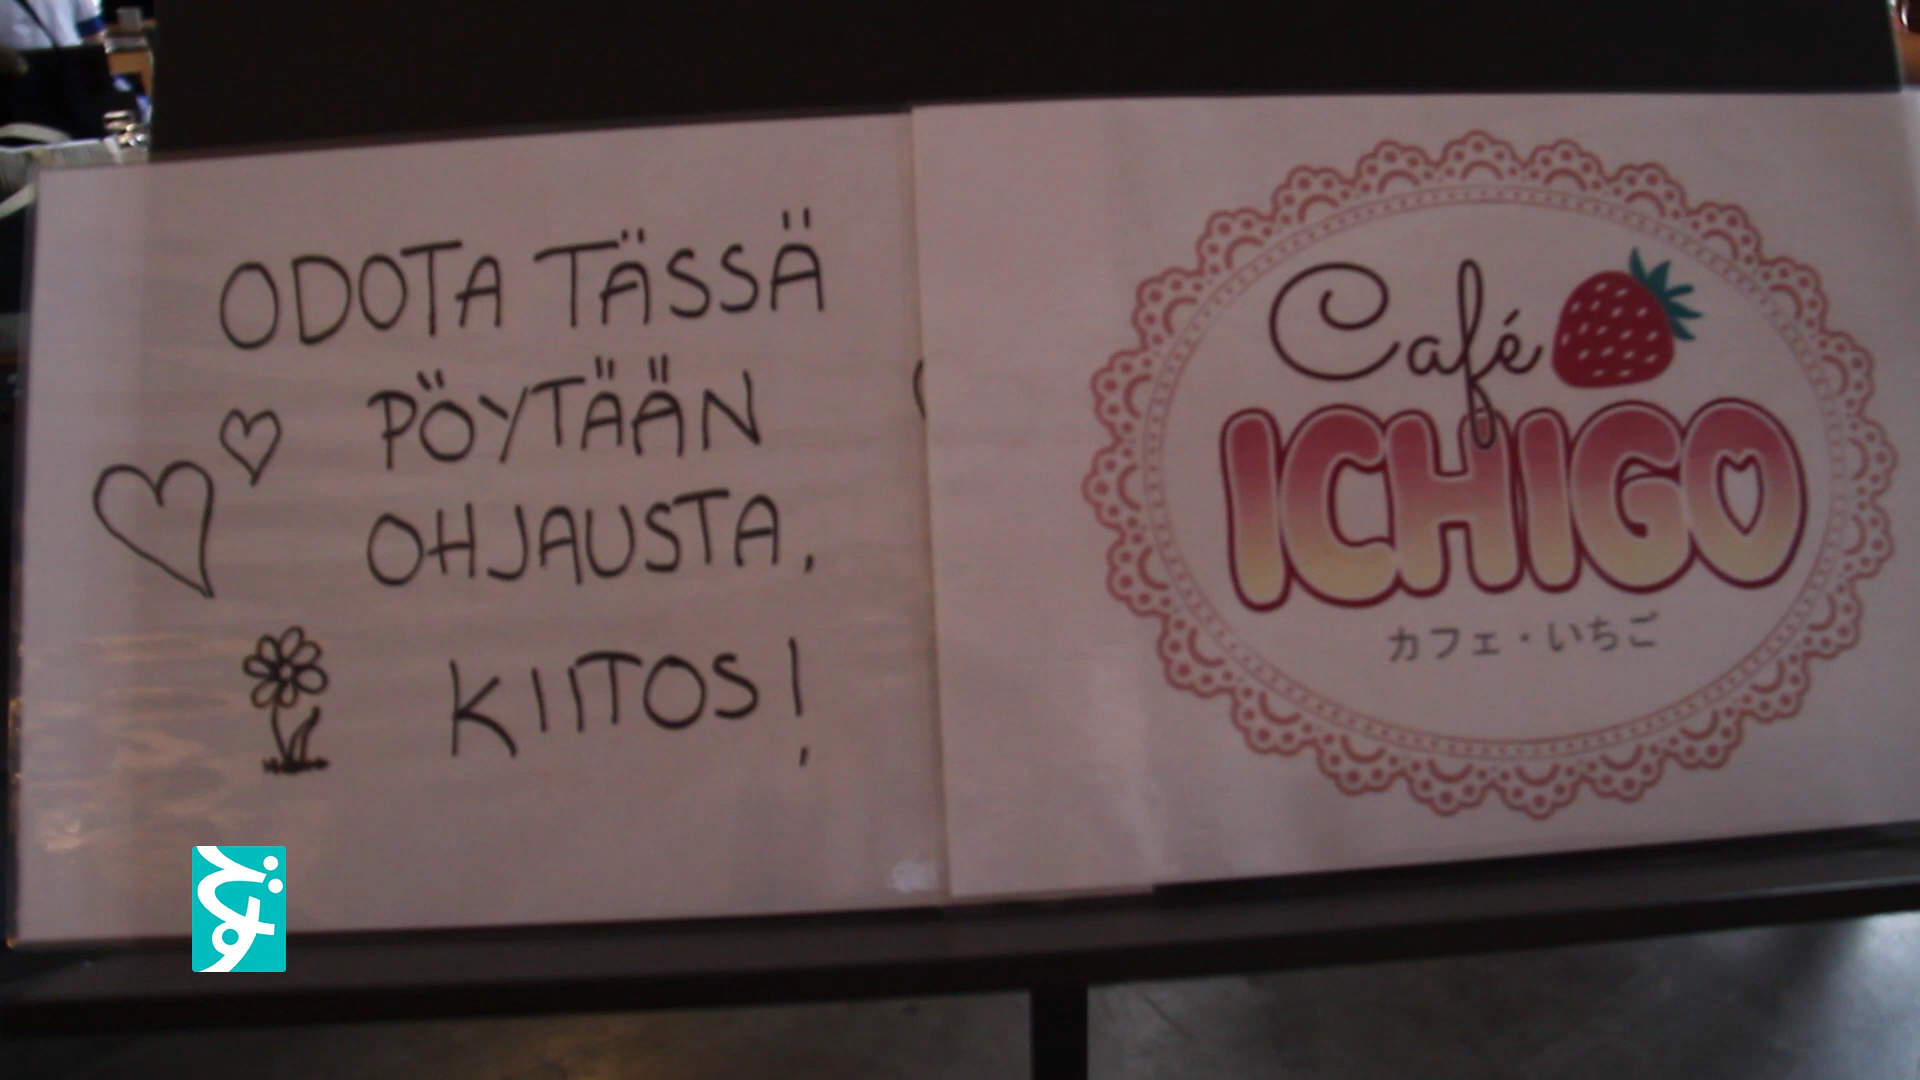 ODOTA TÄSSÄ
PÖYTÄÄN
OHJAUSTA,
KIITOS!
Café
ICHIGO
カフェ・いちご